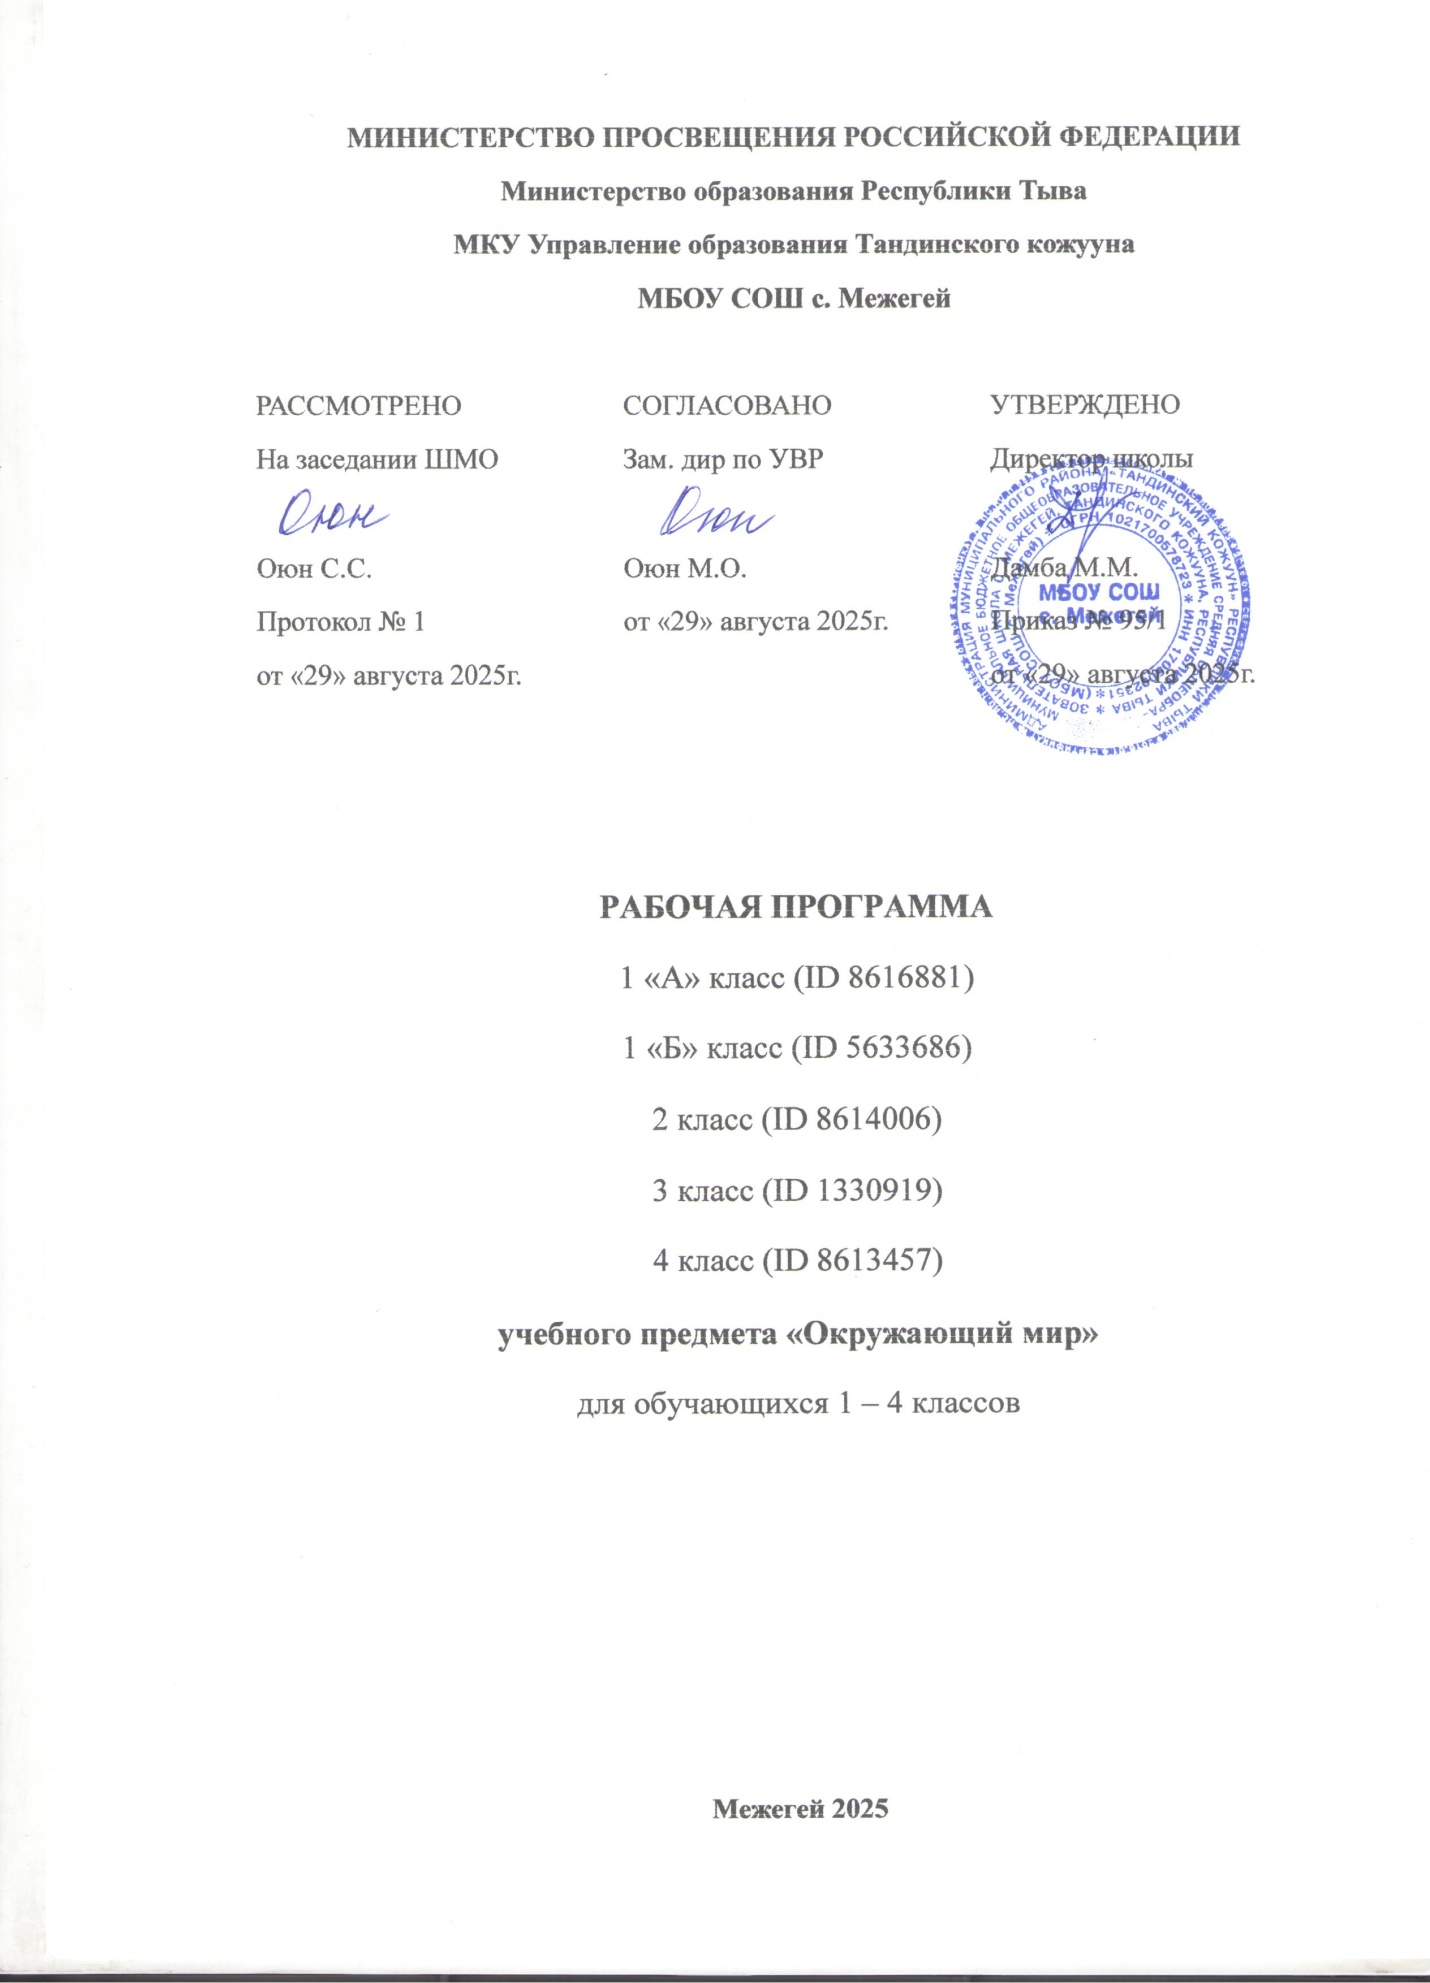 МИНИСТЕРСТВО ПРОСВЕЩЕНИЯ РОССИЙСКОЙ ФЕДЕРАЦИИ
Министерство образования Республики Тыва
МКУ Управление образования Тандинского кожууна
МБОУ СОШ с. Межегей
РАССМОТРЕНО
На заседании ШМО
Оюн
Оюн С.С.
Протокол № 1
от «29» августа 2025г.
СОГЛАСОВАНО
Зам. дир по УВР
Оюн
Оюн М.О.
от «29» августа 2025г.
УТВЕРЖДЕНО
Директор школы
Дамба М.М.
Приказ № 95/1
от «29» августа 2025г.
МБОУ СОШ
с. Межегей
РАБОЧАЯ ПРОГРАММА
1 «А» класс (ID 8616881)
1 «Б» класс (ID 5633686)
2 класс (ID 8614006)
3 класс (ID 1330919)
4 класс (ID 8613457)
учебного предмета «Окружающий мир»
для обучающихся 1 – 4 классов
Межегей 2025